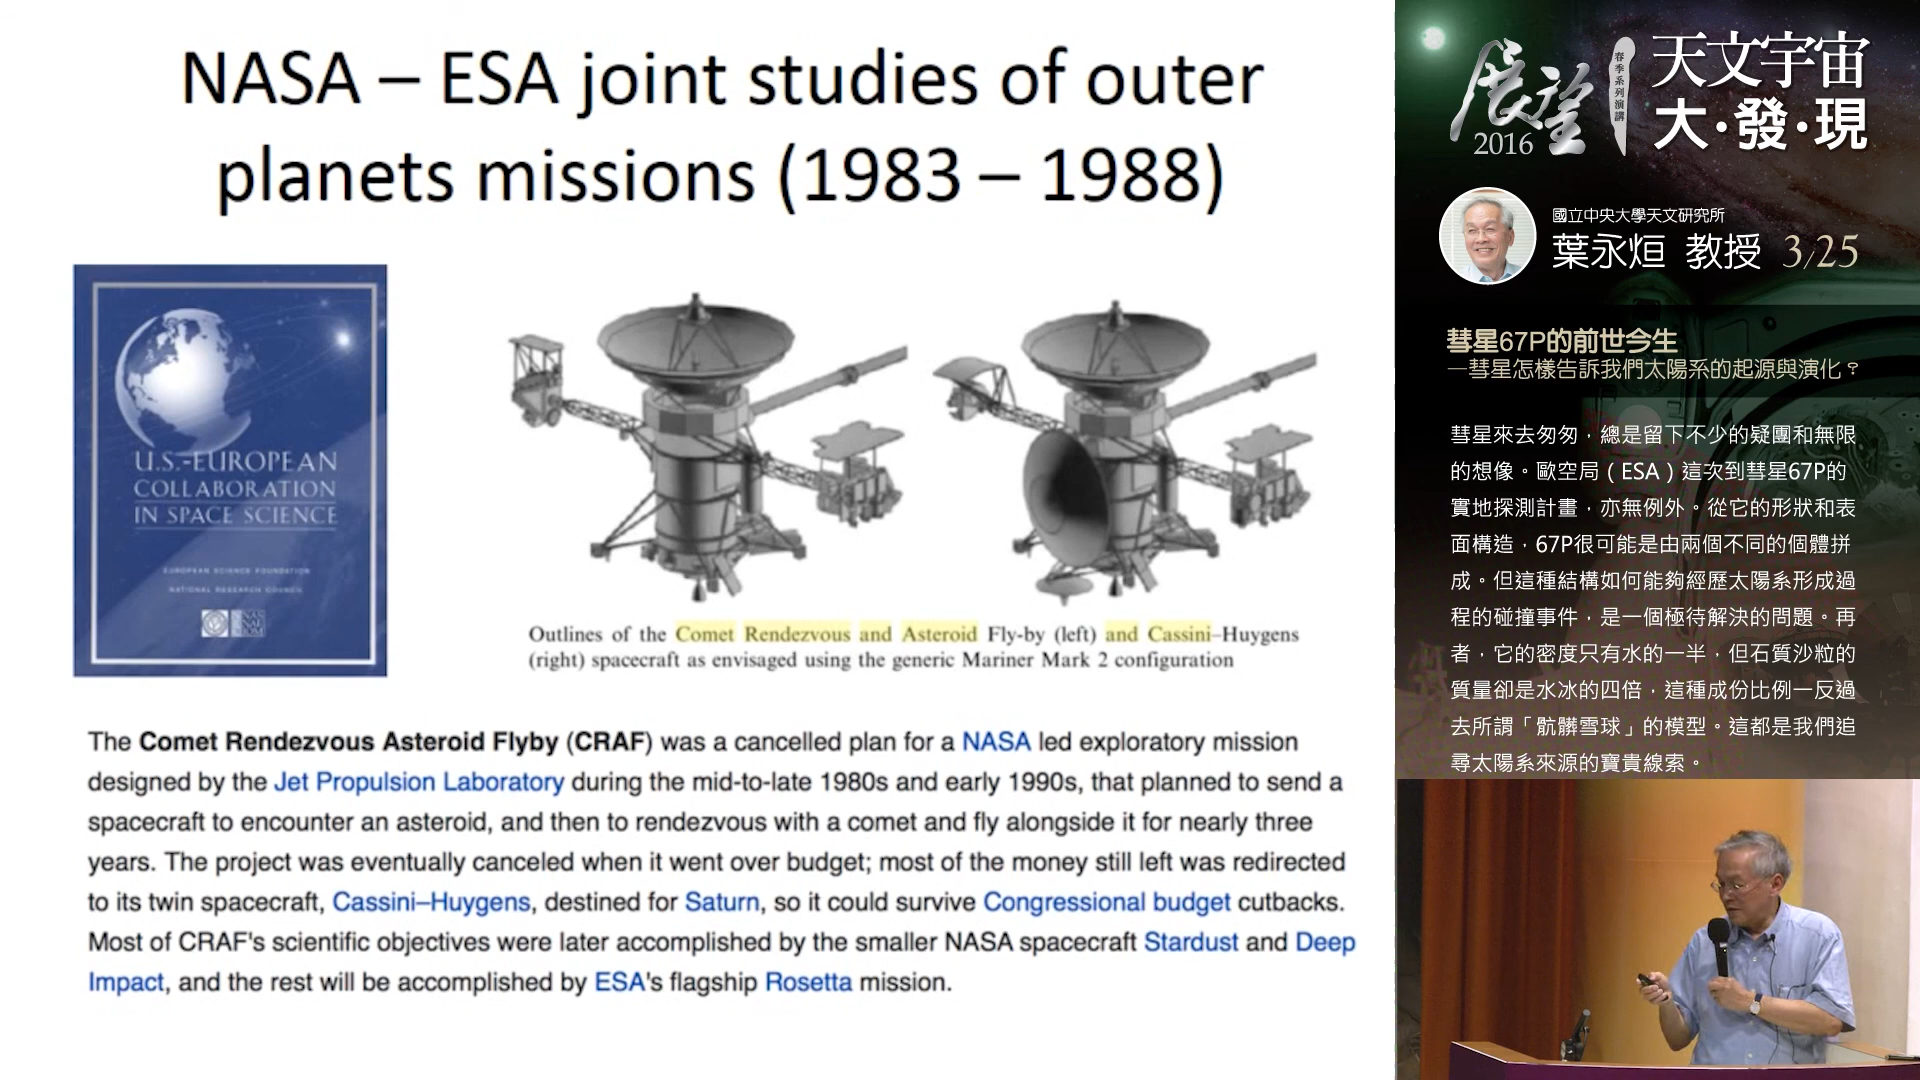 NASA – ESA joint studies of outer
planets missions (1983 – 1988)
U.S.-EUROPEAN
COLLABORATION
IN SPACE SCIENCE
EUROPEAN SCIENCE FOUNDATION
NATIONAL RESEARCH COUNCIL
Outlines of the Comet Rendezvous and Asteroid Fly-by (left) and Cassini–Huygens
(right) spacecraft as envisaged using the generic Mariner Mark 2 configuration
The Comet Rendezvous Asteroid Flyby (CRAF) was a cancelled plan for a NASA led exploratory mission
designed by the Jet Propulsion Laboratory during the mid-to-late 1980s and early 1990s, that planned to send a
spacecraft to encounter an asteroid, and then to rendezvous with a comet and fly alongside it for nearly three
years. The project was eventually canceled when it went over budget; most of the money still left was redirected
to its twin spacecraft, Cassini–Huygens, destined for Saturn, so it could survive Congressional budget cutbacks.
Most of CRAF's scientific objectives were later accomplished by the smaller NASA spacecraft Stardust and Deep
Impact, and the rest will be accomplished by ESA's flagship Rosetta mission.
展望
2016
春季系列演講
天文宇宙
大·發·現
國立中央大學天文研究所
葉永烜 教授 3/25
彗星67P的前世今生
—彗星怎樣告訴我們太陽系的起源與演化？
彗星來去匆匆，總是留下不少的疑團和無限
的想像。歐空局（ESA）這次到彗星67P的
實地探測計畫，亦無例外。從它的形狀和表
面構造，67P很可能是由兩個不同的個體拼
成。但這種結構如何能夠經歷太陽系形成過
程的碰撞事件，是一個極待解決的問題。再
者，它的密度只有水的一半，但石質沙粒的
質量卻是水冰的四倍，這種成份比例一反過
去所謂「骯髒雪球」的模型。這都是我們追
尋太陽系來源的寶貴線索。